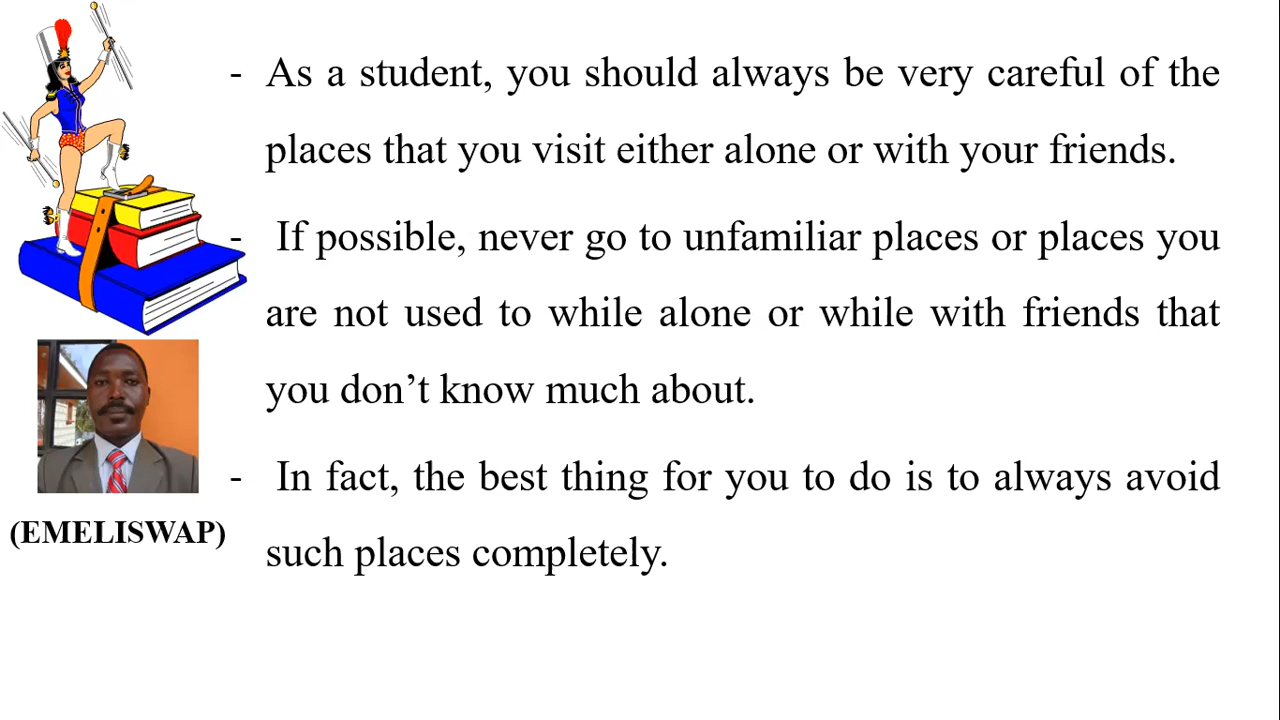 - As a student, you should always be very careful of the
places that you visit either alone or with your friends.
- If possible, never go to unfamiliar places or places you
are not used to while alone or while with friends that
you don’t know much about.
- In fact, the best thing for you to do is to always avoid
such places completely.
(EMELISWAP)